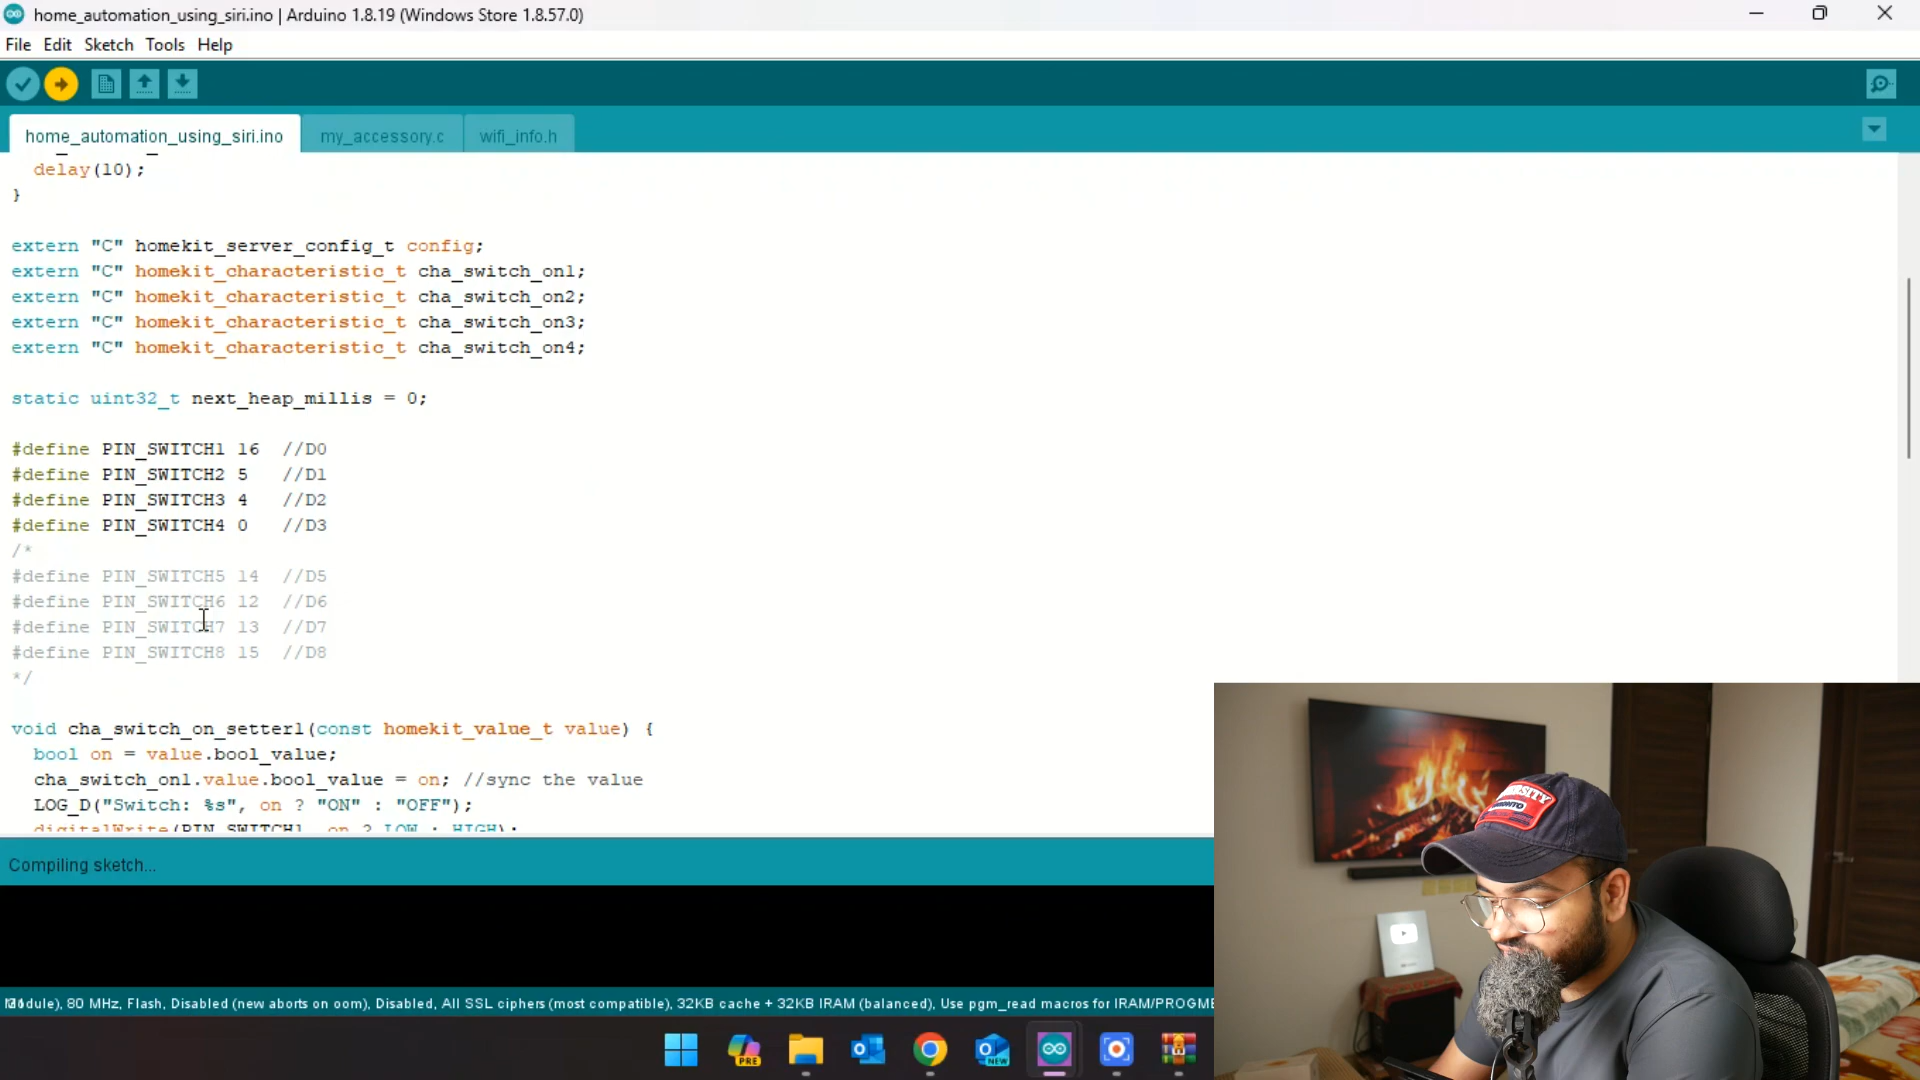 home_automation_using_siri.ino | Arduino 1.8.19 (Windows Store 1.8.57.0)
File Edit Sketch Tools Help
home_automation_using_siri.ino my_accessory.c wifi_info.h
delay(10);
}
extern "C" homekit_server_config_t config;
extern "C" homekit_characteristic_t cha_switch_on1;
extern "C" homekit_characteristic_t cha_switch_on2;
extern "C" homekit_characteristic_t cha_switch_on3;
extern "C" homekit_characteristic_t cha_switch_on4;
static uint32_t next_heap_millis = 0;
#define PIN_SWITCH1 16 //D0
#define PIN_SWITCH2 5 //D1
#define PIN_SWITCH3 4 //D2
#define PIN_SWITCH4 0 //D3
/*
#define PIN_SWITCH5 14 //D5
#define PIN_SWITCH6 12 //D6
#define PIN_SWITCH7 13 //D7
#define PIN_SWITCH8 15 //D8
*/
void cha_switch_on_setter1(const homekit_value_t value) {
bool on = value.bool_value;
cha_switch_on1.value.bool_value = on; //sync the value
LOG_D("Switch: %s", on ? "ON" : "OFF");
digitalWrite(PIN_SWITCH1, on ? LOW : HIGH);
Compiling sketch...
80 MHz, Flash, Disabled (new aborts on oom), Disabled, All SSL ciphers (most compatible), 32KB cache + 32KB IRAM (balanced), Use pgm_read macros for IRAM/PROGME
PRE
NEW